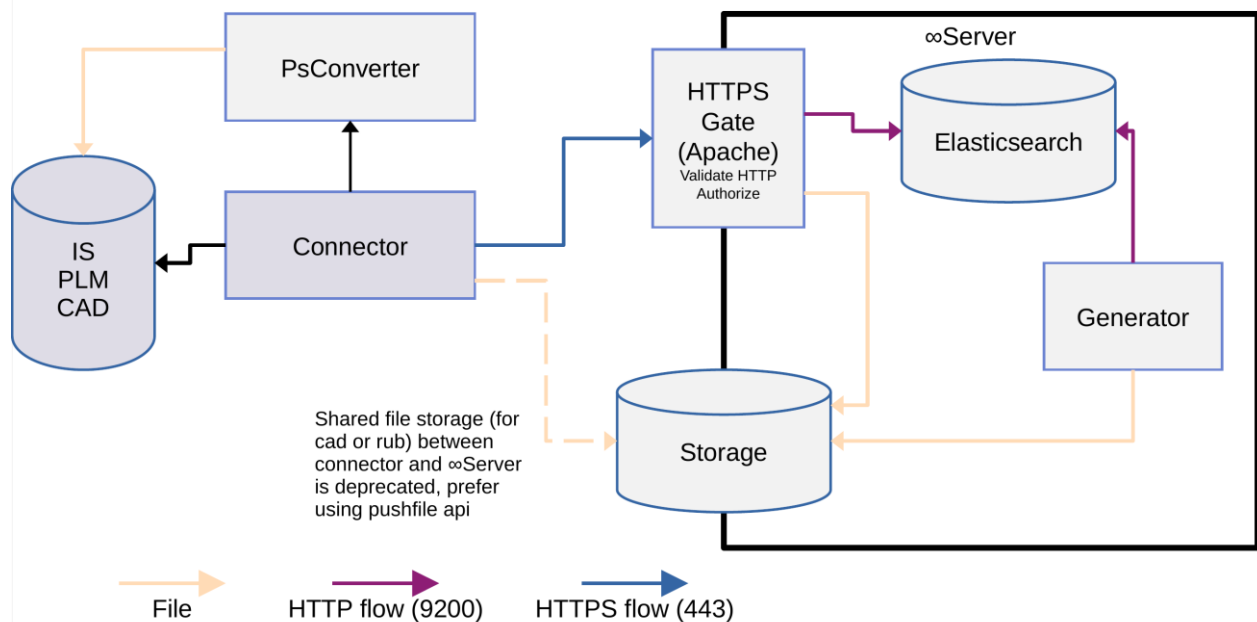 ∞Server
PsConverter
HTTPS
Gate
(Apache)
Validate HTTP
Authorize
Elasticsearch
IS
PLM
CAD
Connector
Generator
Shared file storage (for
cad or rub) between
connector and ∞Server
is deprecated, prefer
using pushfile api
Storage
File
HTTP flow (9200)
HTTPS flow (443)